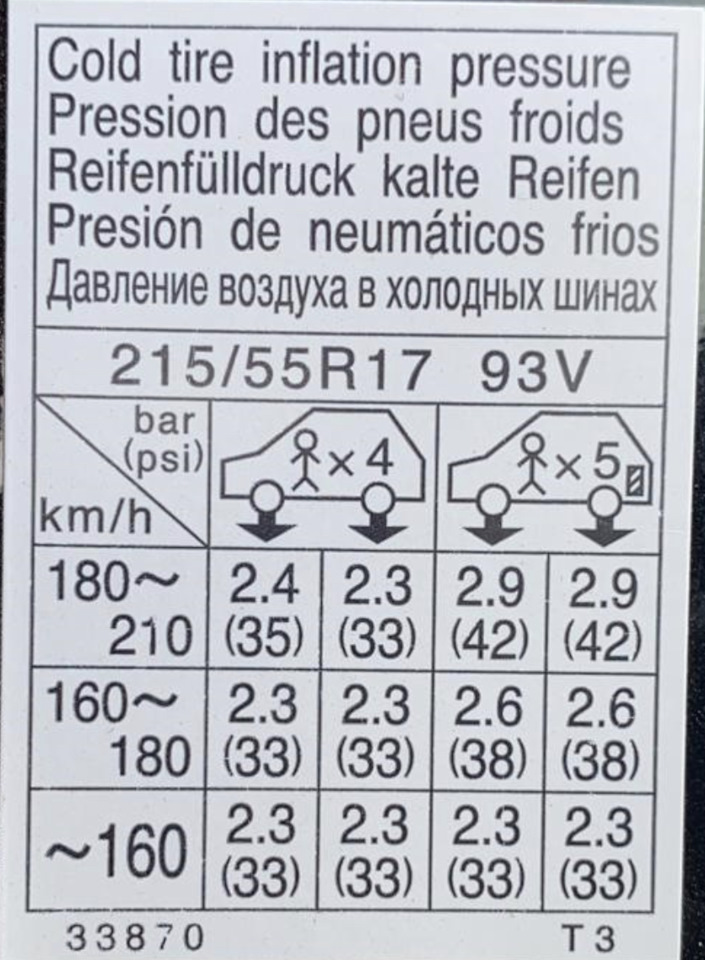 Cold tire inflation pressure
Pression des pneus froids
Reifenfülldruck kalte Reifen
Presión de neumáticos frios
Давление воздуха в холодных шинах
215/55R17 93V
bar
(psi)
km/h
×4
×5
180~
210
2.4 2.3 2.9 2.9
(35) (33) (42) (42)
160~
180
2.3 2.3 2.6 2.6
(33) (33) (38) (38)
~160
2.3 2.3 2.3 2.3
(33) (33) (33) (33)
33870 T3